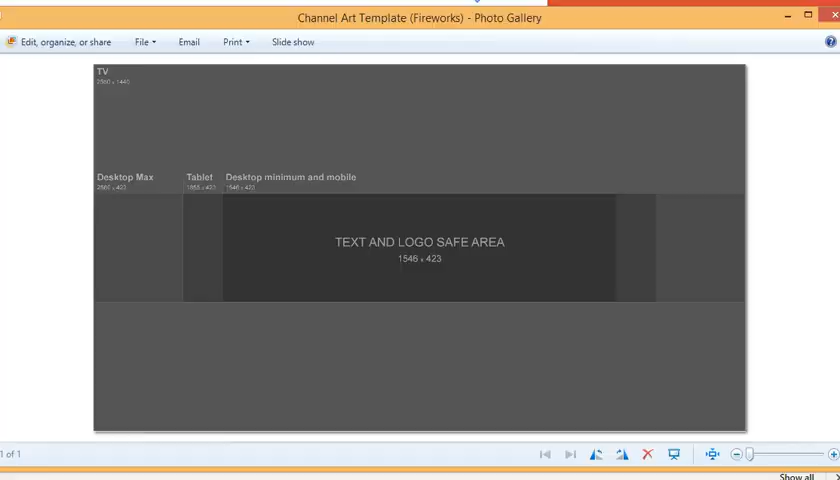 Channel Art Template (Fireworks) - Photo Gallery
Edit, organize, or share File Email Print Slide show
TV
2560 x 1440
Desktop Max Tablet Desktop minimum and mobile
2560 x 423 1855 x 423 1546 x 423
TEXT AND LOGO SAFE AREA
1546 x 423
1 of 1
Show all